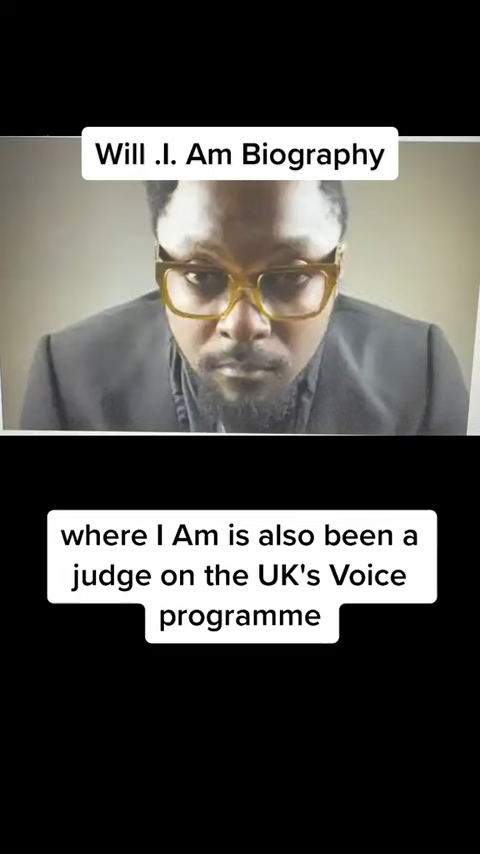 Will .I. Am Biography
where I Am is also been a
judge on the UK's Voice
programme